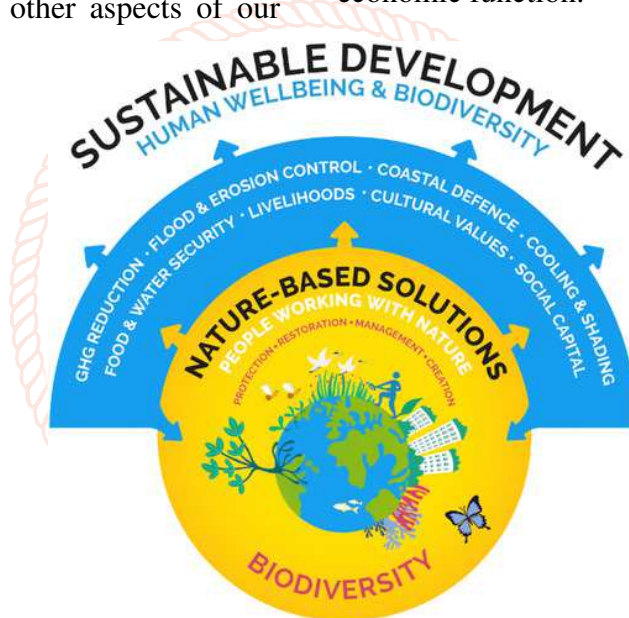 other aspects of our
economic function.
SUSTAINABLE DEVELOPMENT
HUMAN WELLBEING & BIODIVERSITY
GHG REDUCTION · FLOOD & EROSION CONTROL · COASTAL DEFENCE · COOLING & SHADING
FOOD & WATER SECURITY · LIVELIHOODS · CULTURAL VALUES · SOCIAL CAPITAL
NATURE-BASED SOLUTIONS
PEOPLE WORKING WITH NATURE
PROTECTION • RESTORATION • MANAGEMENT • CREATION
BIODIVERSITY